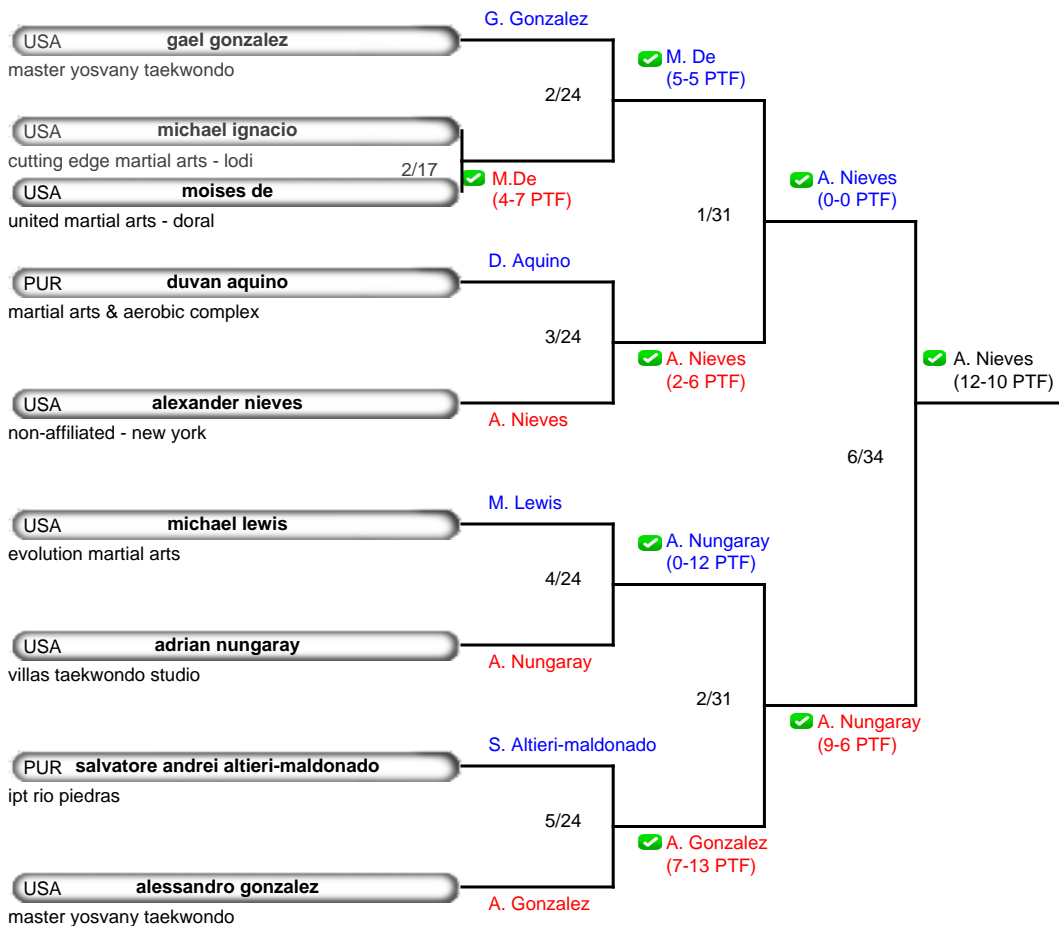 G. Gonzalez
USA gael gonzalez
master yosvany taekwondo
M. De
(5-5 PTF)
2/24
USA michael ignacio
cutting edge martial arts - lodi
2/17
M.De
(4-7 PTF)
USA moises de
united martial arts - doral
A. Nieves
(0-0 PTF)
1/31
D. Aquino
PUR duvan aquino
martial arts & aerobic complex
3/24
A. Nieves
(2-6 PTF)
A. Nieves
(12-10 PTF)
USA alexander nieves
non-affiliated - new york
A. Nieves
6/34
M. Lewis
USA michael lewis
evolution martial arts
A. Nungaray
(0-12 PTF)
4/24
USA adrian nungaray
villas taekwondo studio
A. Nungaray
2/31
A. Nungaray
(9-6 PTF)
S. Altieri-maldonado
PUR salvatore andrei altieri-maldonado
ipt rio piedras
5/24
A. Gonzalez
(7-13 PTF)
USA alessandro gonzalez
master yosvany taekwondo
A. Gonzalez